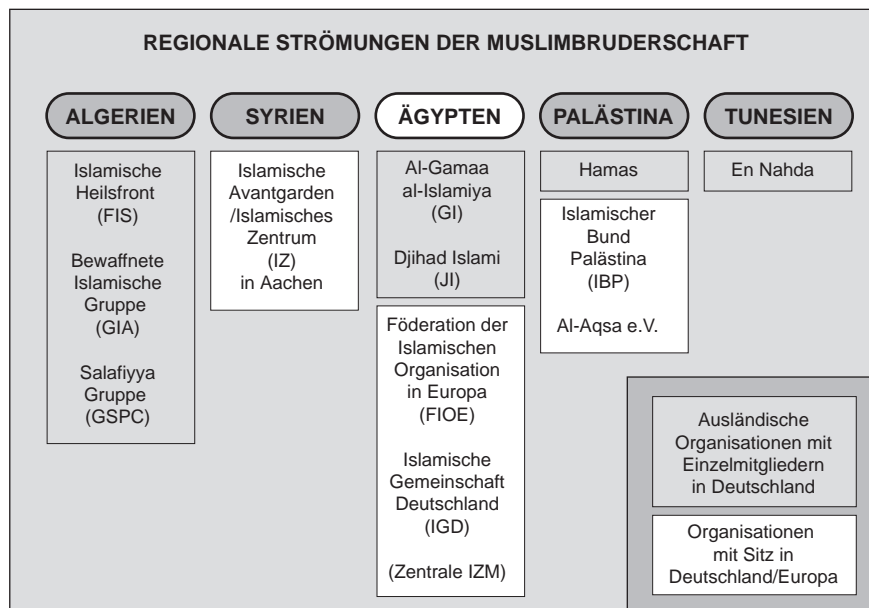 REGIONALE STRÖMUNGEN DER MUSLIMBRUDERSCHAFT
ALGERIEN
Islamische
Heilsfront
(FIS)
Bewaffnete
Islamische
Gruppe
(GIA)
Salafiyya
Gruppe
(GSPC)
SYRIEN
Islamische
Avantgarden
/Islamisches
Zentrum
(IZ)
in Aachen
ÄGYPTEN
Al-Gamaa
al-Islamiya
(GI)
Djihad Islami
(JI)
Föderation der
Islamischen
Organisation
in Europa
(FIOE)
Islamische
Gemeinschaft
Deutschland
(IGD)
(Zentrale IZM)
PALÄSTINA
Hamas
Islamischer
Bund
Palästina
(IBP)
Al-Aqsa e.V.
TUNESIEN
En Nahda
Ausländische
Organisationen mit
Einzelmitgliedern
in Deutschland
Organisationen
mit Sitz in
Deutschland/Europa